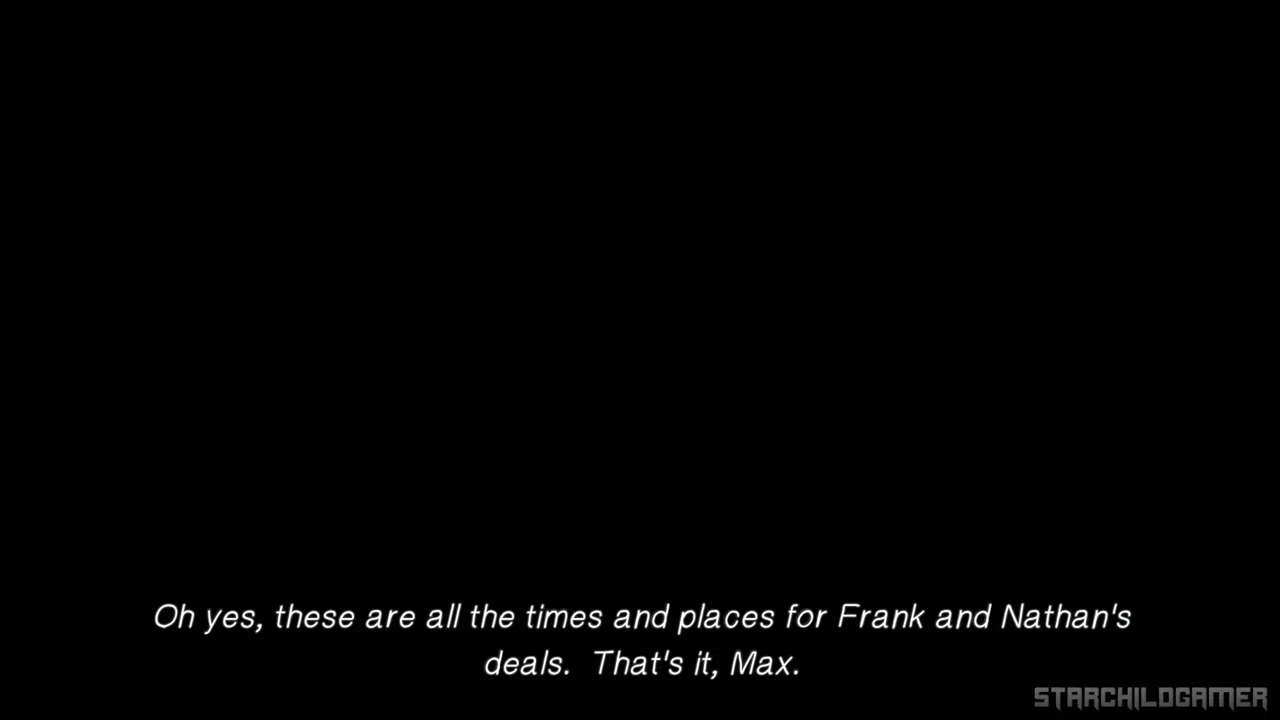 Oh yes, these are all the times and places for Frank and Nathan's
deals.  That's it, Max.
STARCHILDGAMER